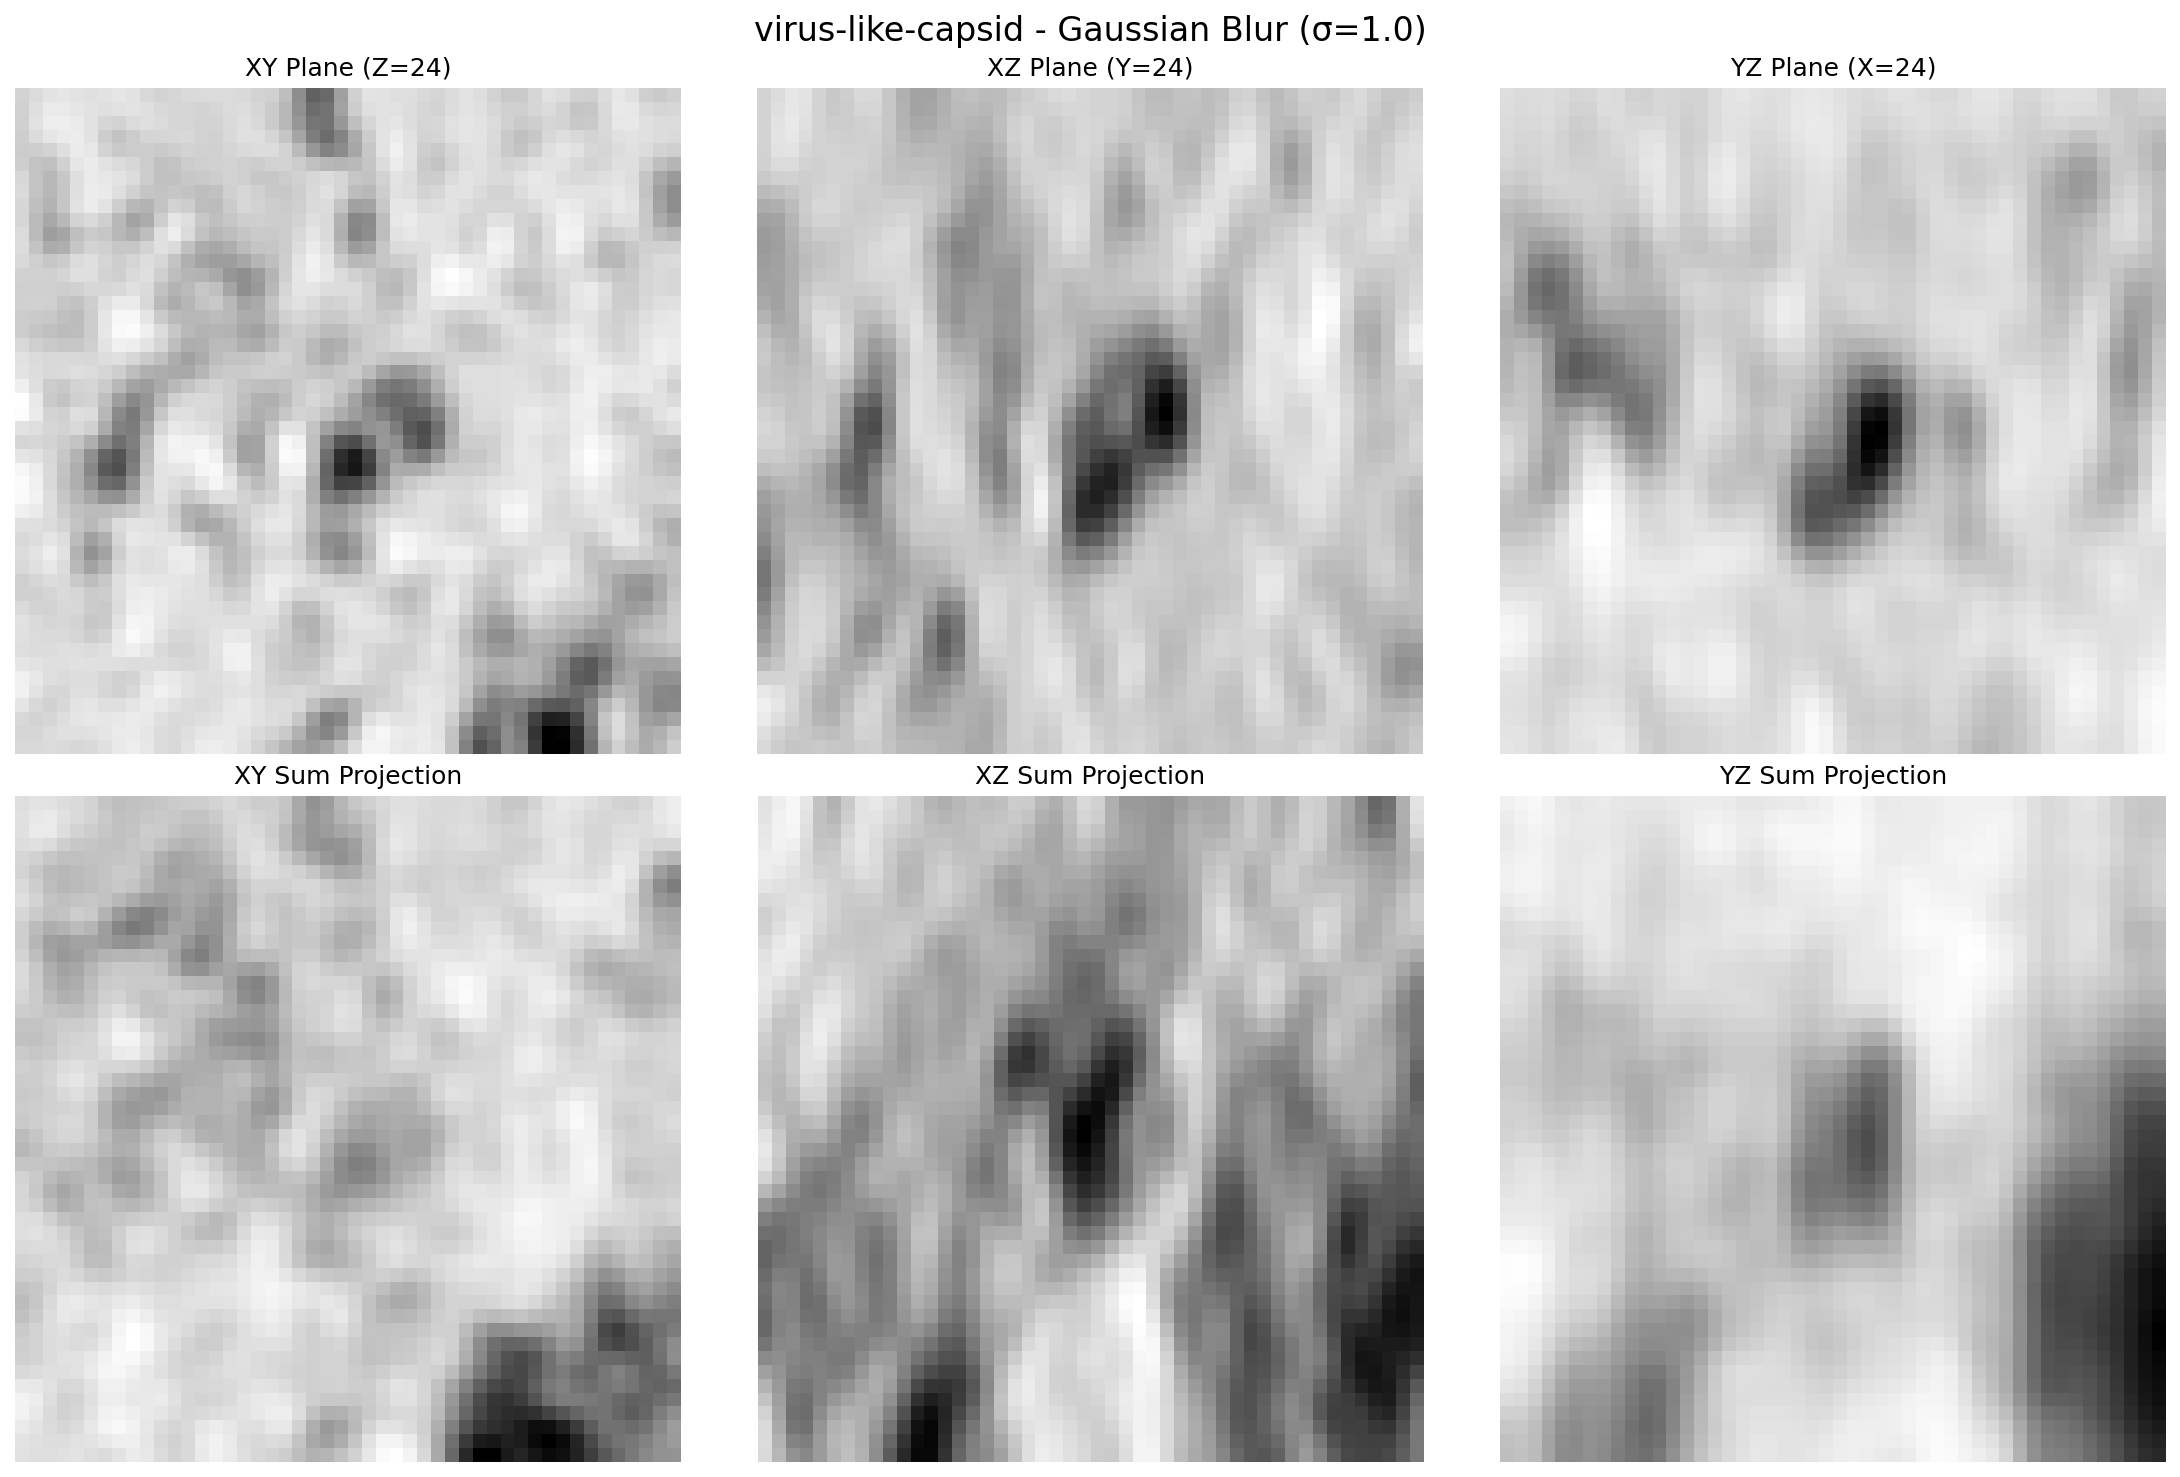 virus-like-capsid - Gaussian Blur (σ=1.0)
XY Plane (Z=24)
XZ Plane (Y=24)
YZ Plane (X=24)
XY Sum Projection
XZ Sum Projection
YZ Sum Projection